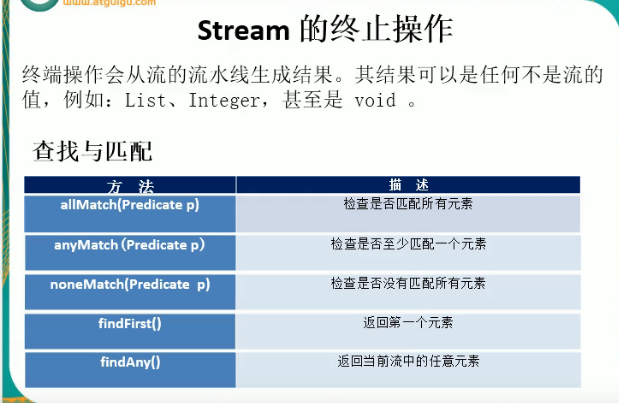 www.atguigu.com
Stream 的终止操作
终端操作会从流的流水线生成结果。其结果可以是任何不是流的
值，例如：List、Integer，甚至是 void 。
查找与匹配
方 法 描 述
allMatch(Predicate p) 检查是否匹配所有元素
anyMatch（Predicate p） 检查是否至少匹配一个元素
noneMatch(Predicate p) 检查是否没有匹配所有元素
findFirst() 返回第一个元素
findAny() 返回当前流中的任意元素